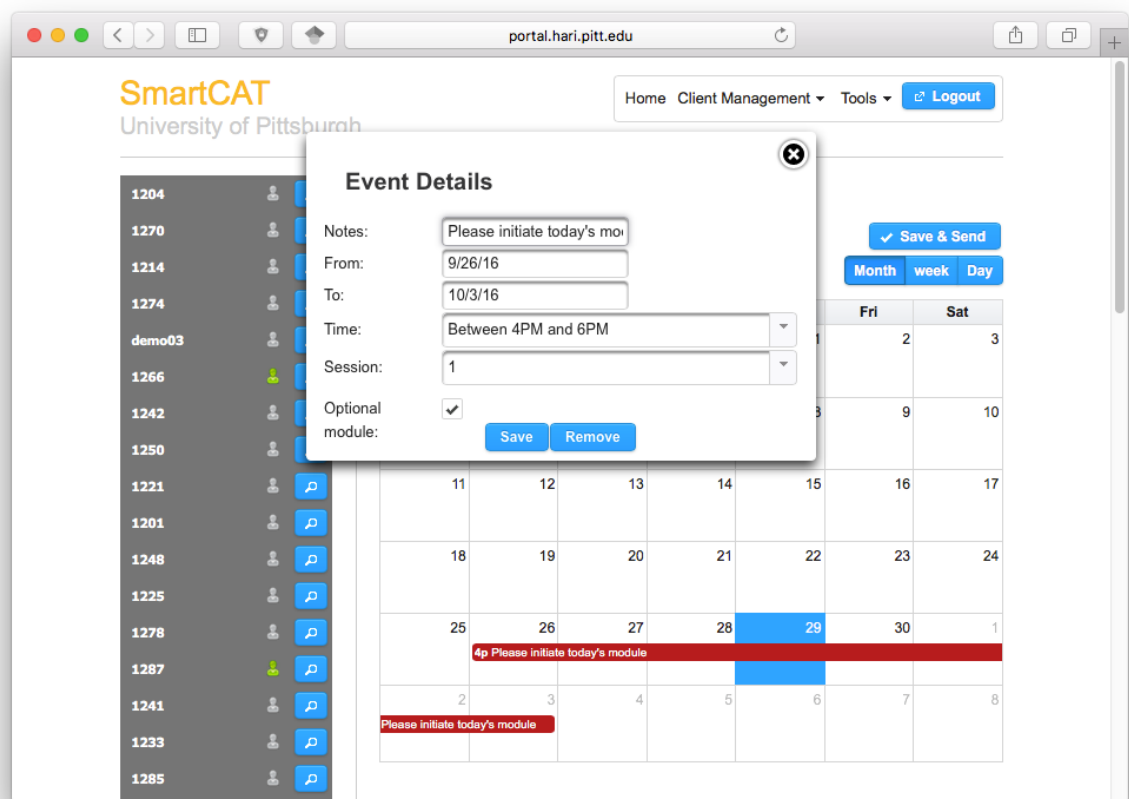 portal.hari.pitt.edu
SmartCAT
University of Pittsburgh
Home Client Management Tools Logout
Event Details
Notes: Please initiate today's mo
From: 9/26/16
To: 10/3/16
Time: Between 4PM and 6PM
Session: 1
Optional
module:
Save Remove
Save & Send
Month week Day
1204
1270
1214
1274
demo03
1266
1242
1250
1221
1201
1248
1225
1278
1287
1241
1233
1285
Fri Sat
1 2 3
8 9 10
11 12 13 14 15 16 17
18 19 20 21 22 23 24
25 26 27 28 29 30 1
4p Please initiate today's module
2 3 4 5 6 7 8
Please initiate today's module